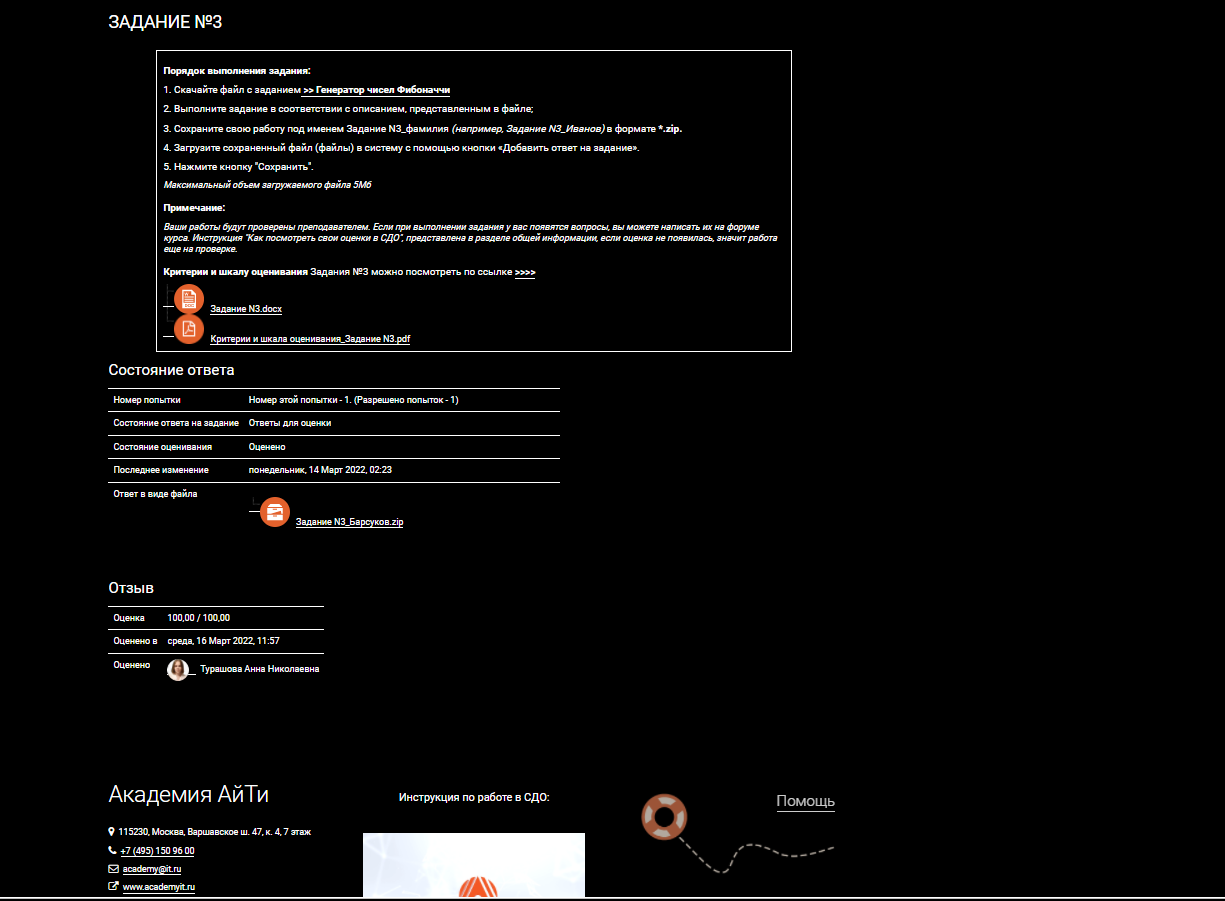 ЗАДАНИЕ №3
Порядок выполнения задания:
1. Скачайте файл с заданием >> Генератор чисел Фибоначчи
2. Выполните задание в соответствии с описанием, представленным в файле;
3. Сохраните свою работу под именем Задание N3_фамилия (например, Задание N3_Иванов) в формате *.zip.
4. Загрузите сохраненный файл (файлы) в систему с помощью кнопки «Добавить ответ на задание».
5. Нажмите кнопку "Сохранить".
Максимальный объем загружаемого файла 5Мб
Примечание:
Ваши работы будут проверены преподавателем. Если при выполнении задания у вас появятся вопросы, вы можете написать их на форуме
курса. Инструкция "Как посмотреть свои оценки в СДО", представлена в разделе общей информации, если оценка не появилась, значит работа
еще на проверке.
Критерии и шкалу оценивания Задания №3 можно посмотреть по ссылке >>>>
DOC
Задание N3.docx
Критерии и шкала оценивания_Задание N3.pdf
Состояние ответа
Номер попытки Номер этой попытки - 1. (Разрешено попыток - 1)
Состояние ответа на задание Ответы для оценки
Состояние оценивания Оценено
Последнее изменение понедельник, 14 Март 2022, 02:23
Ответ в виде файла
Задание N3_Барсуков.zip
Отзыв
Оценка 100,00 / 100,00
Оценено в среда, 16 Март 2022, 11:57
Оценено Турашова Анна Николаевна
Академия АйТи
115230, Москва, Варшавское ш. 47, к. 4, 7 этаж
+7 (495) 150 96 00
academy@it.ru
www.academyit.ru
Инструкция по работе в СДО:
Помощь